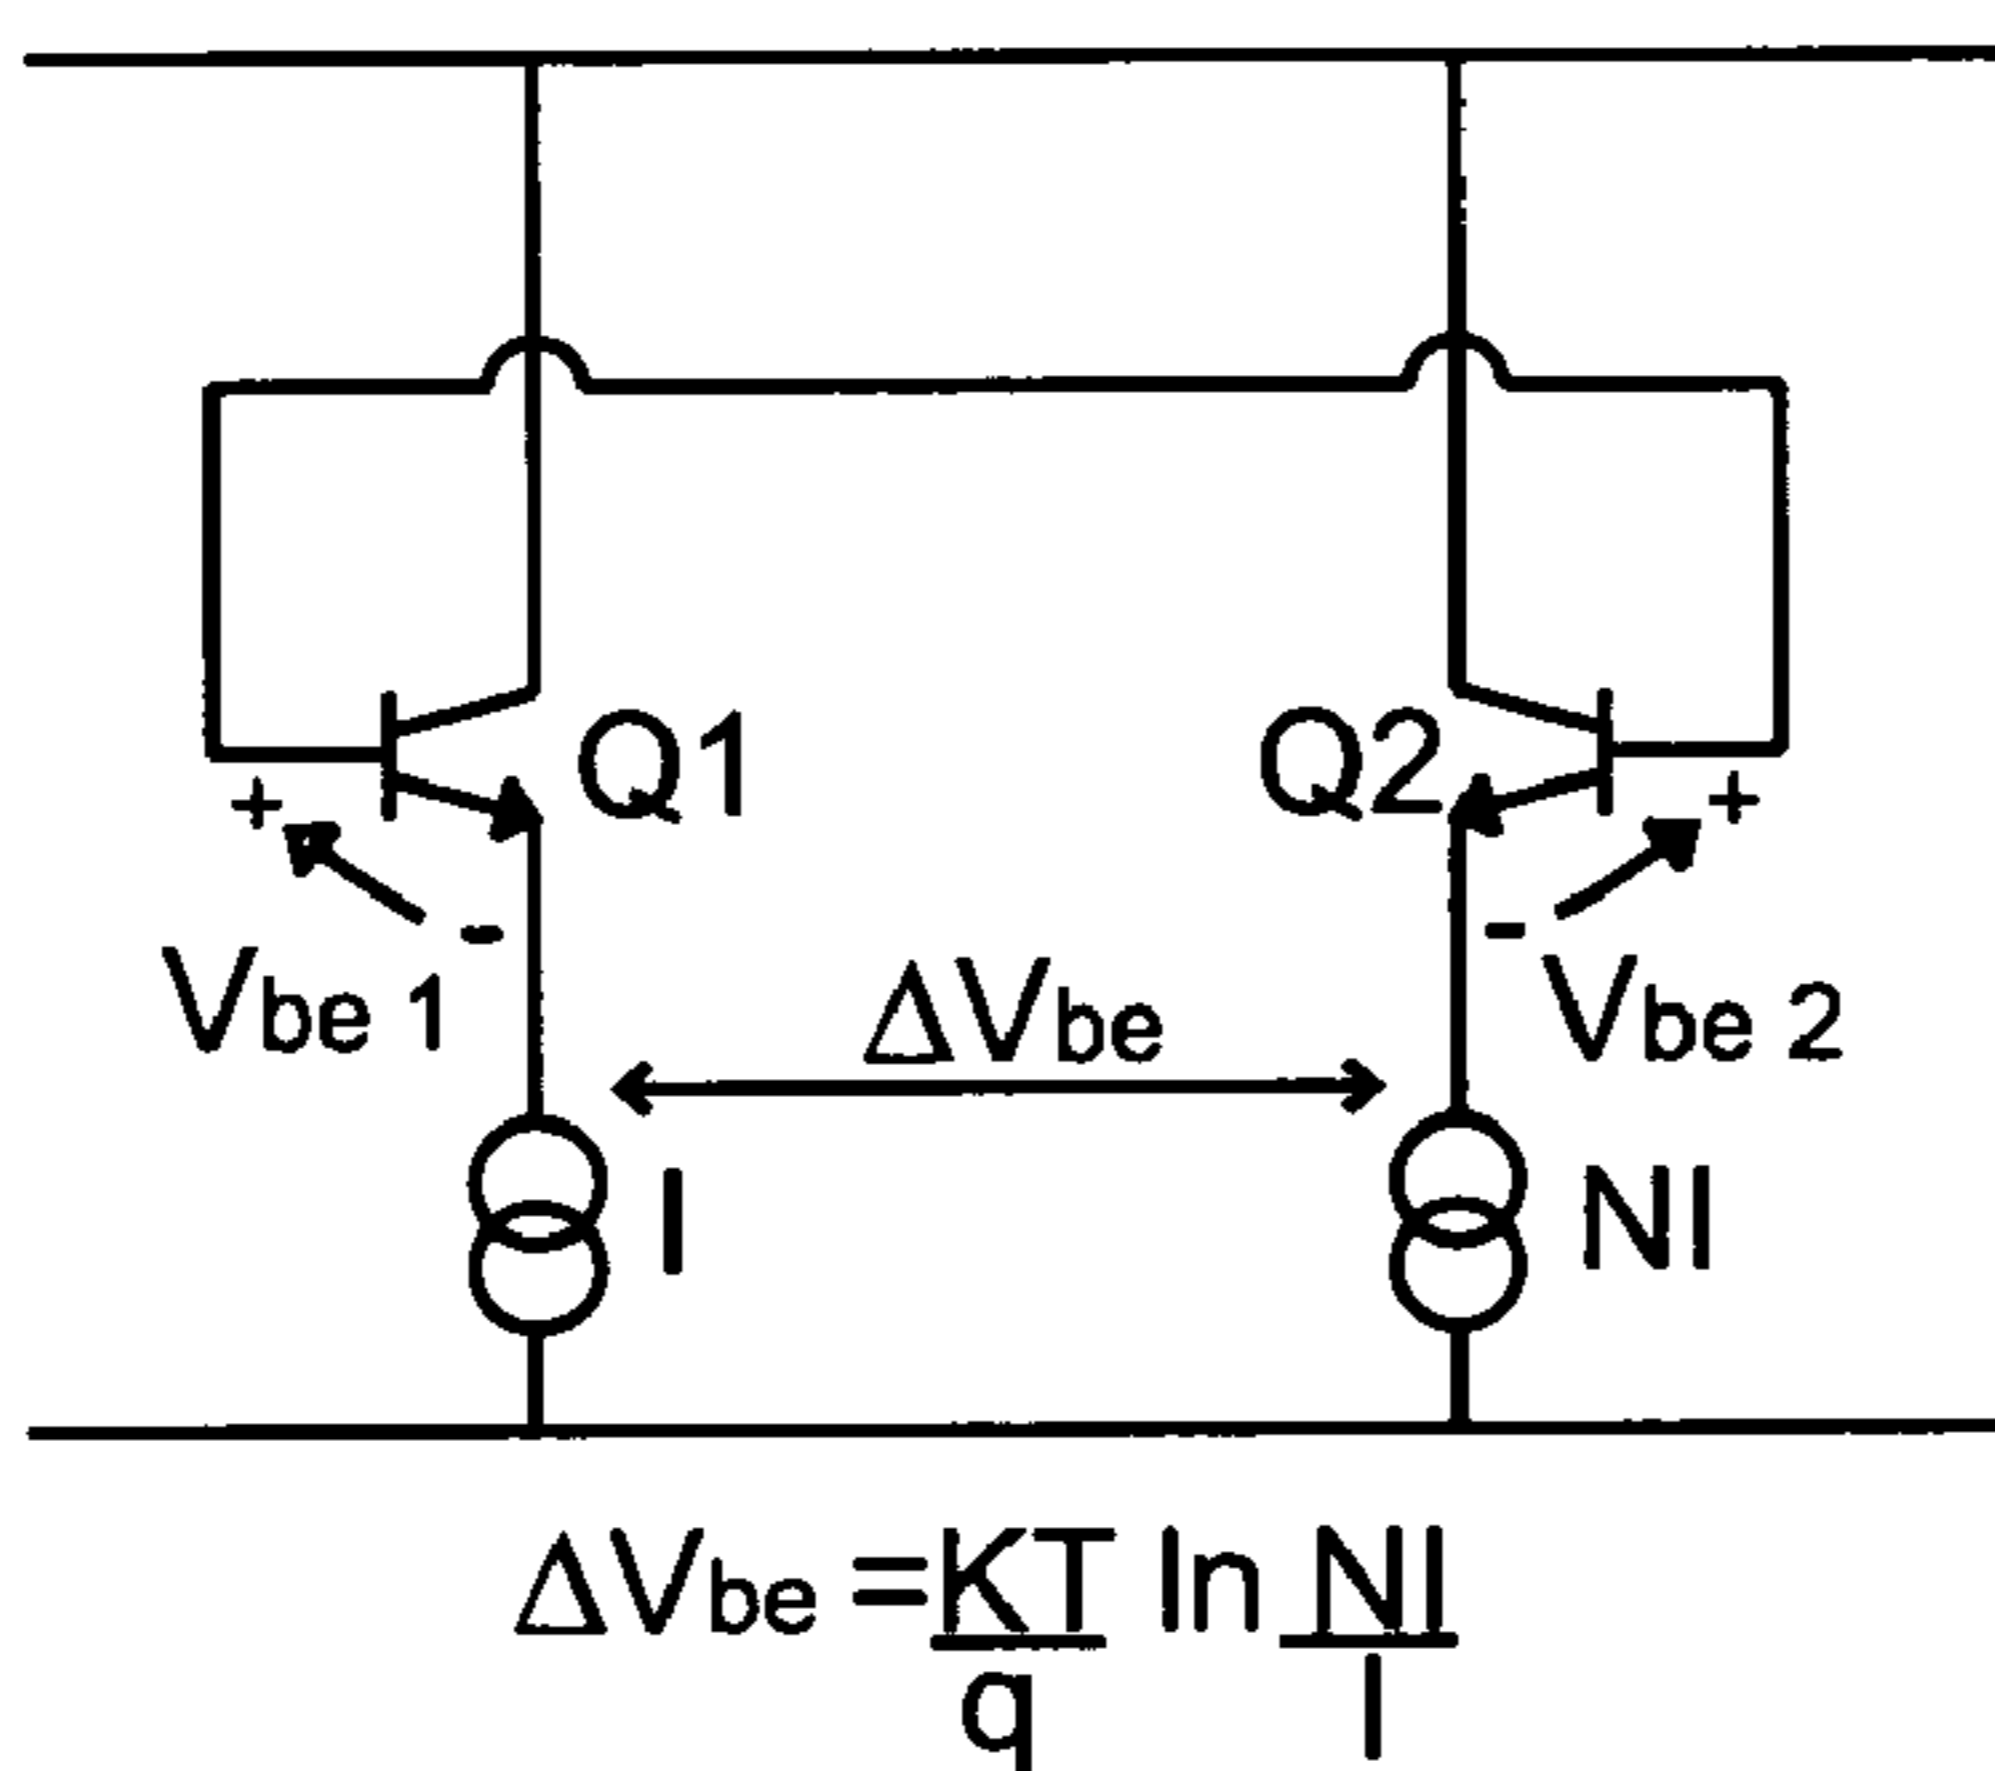 Q1 Q2
+ +
- -
Vbe 1 ΔVbe Vbe 2
I NI
ΔVbe = KT/q ln NI/I